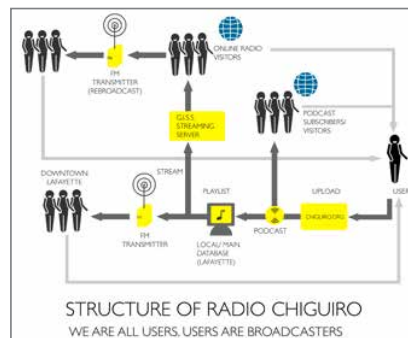 ONLINE RADIO
VISITORS
FM
TRANSMITTER
(REBROADCAST)
G.I.S.S.
STREAMING
SERVER
PODCAST
SUBSCRIBERS/
VISITORS
USER
DOWNTOWN
LAFAYETTE
STREAM
PLAYLIST
UPLOAD
FM
TRANSMITTER
LOCAL/MAIN
DATABASE
(LAFAYETTE)
PODCAST
CHIGUIRO.ORG
STRUCTURE OF RADIO CHIGUIRO
WE ARE ALL USERS. USERS ARE BROADCASTERS